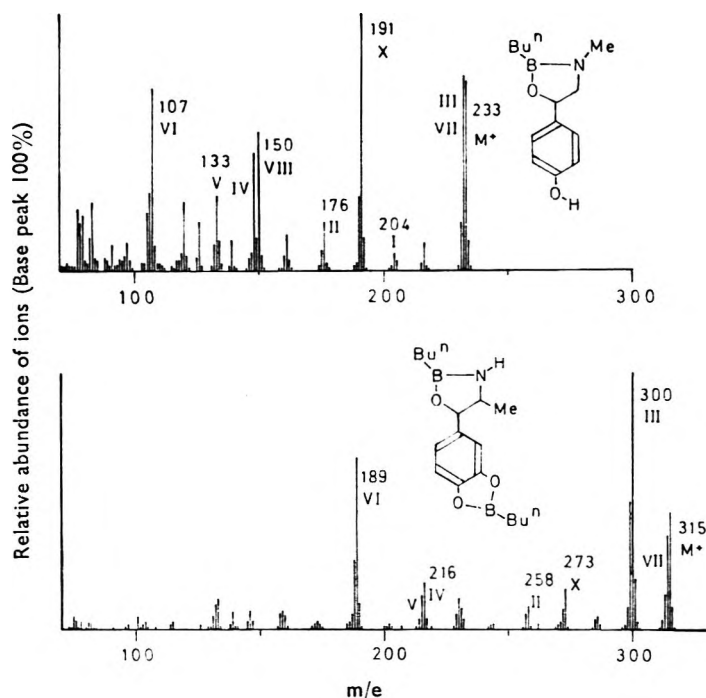 Relative abundance of ions (Base peak 100%)
191
X
107
VI
133
V
IV
150
VIII
176
II
204
I
III
VII
233
M⁺
Buⁿ
B
N
Me
O
O
H
100
200
300
189
VI
V
216
IV
258
II
273
X
300
III
VII
315
M⁺
Buⁿ
B
N
H
O
Me
O
O
B
Buⁿ
100
200
300
m/e